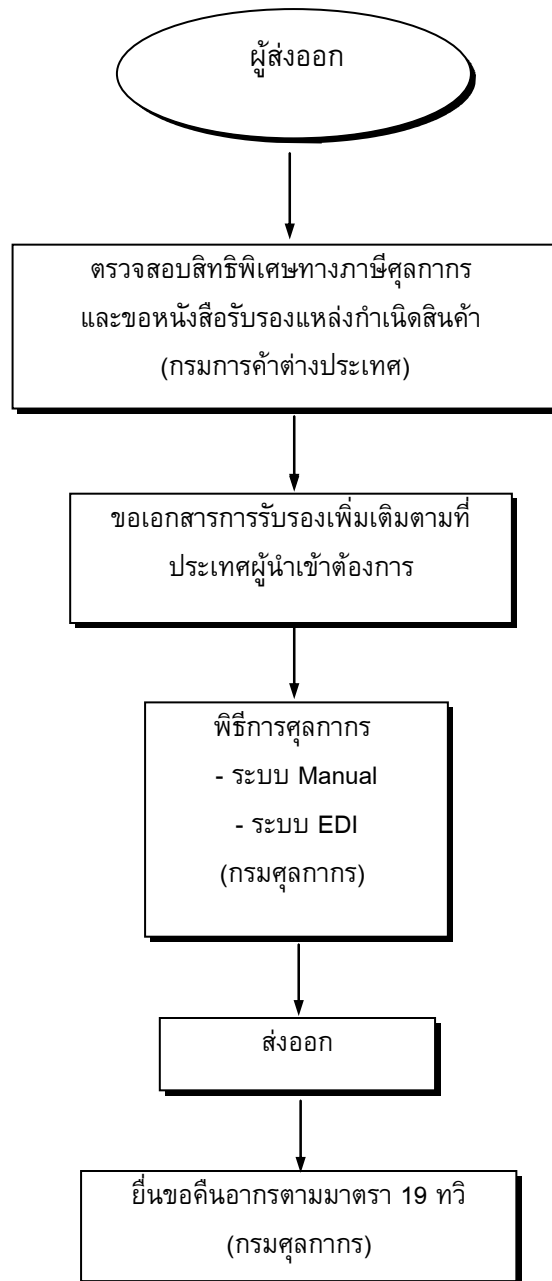 ผู้ส่งออก
ตรวจสอบสิทธิพิเศษทางภาษีศุลกากร
และขอหนังสือรับรองแหล่งกำเนิดสินค้า
(กรมการค้าต่างประเทศ)
ขอเอกสารการรับรองเพิ่มเติมตามที่
ประเทศผู้นำเข้าต้องการ
พิธีการศุลกากร
- ระบบ Manual
- ระบบ EDI
(กรมศุลกากร)
ส่งออก
ยื่นขอคืนอากรตามมาตรา 19 ทวิ
(กรมศุลกากร)